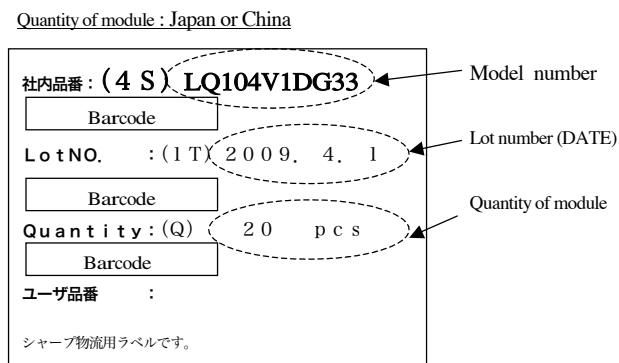 Quantity of module : Japan or China
社内品番：(４Ｓ) LQ104V1DG33
Model number
Barcode
ＬｏｔNO. ：(１Ｔ) ２００９．４．１
Lot number (DATE)
Barcode
Quantity of module
Ｑｕａｎｔｉｔｙ：(Q) ２０ ｐｃｓ
Barcode
ユーザ品番 ：
シャープ物流用ラベルです。